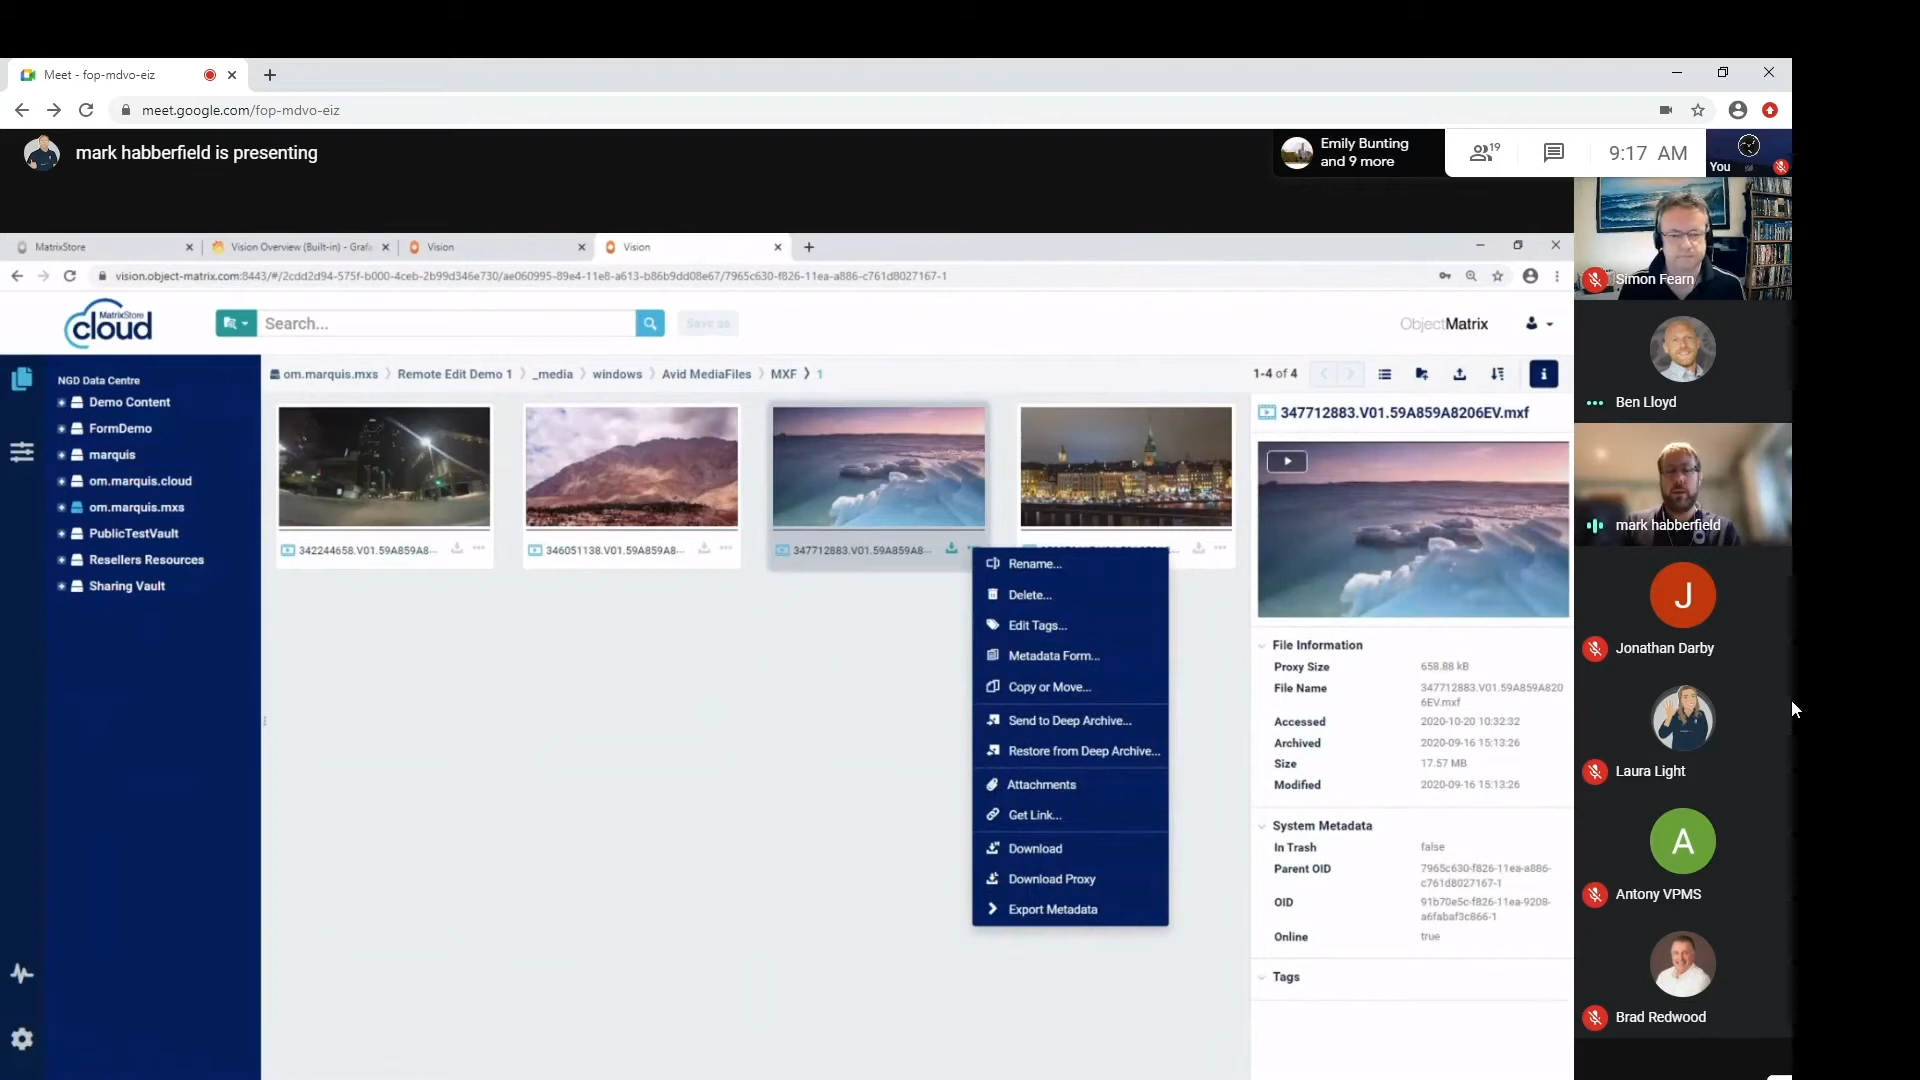 Meet - fop-mdvo-eiz
meet.google.com/fop-mdvo-eiz
mark habberfield is presenting
Emily Bunting
and 9 more
19
9:17 AM
You
MatrixStore
Vision Overview (Built-in) - Grafa
Vision
Vision
vision.object-matrix.com:8443/#/2cdd2d94-575f-b000-4ceb-2b99d346e730/ae060995-89e4-11e8-a613-b86b9dd08e67/7965c630-f826-11ea-a886-c761d8027167-1
MatrixStore
cloud
Search...
Save as
ObjectMatrix
om.marquis.mxs
Remote Edit Demo 1
_media
windows
Avid MediaFiles
MXF
1
1-4 of 4
NGD Data Centre
Demo Content
FormDemo
marquis
om.marquis.cloud
om.marquis.mxs
PublicTestVault
Resellers Resources
Sharing Vault
342244658.V01.59A859A8...
346051138.V01.59A859A8...
347712883.V01.59A859A8...
Rename...
Delete...
Edit Tags...
Metadata Form...
Copy or Move...
Send to Deep Archive...
Restore from Deep Archive...
Attachments
Get Link...
Download
Download Proxy
Export Metadata
347712883.V01.59A859A8206EV.mxf
File Information
Proxy Size 658.88 kB
File Name 347712883.V01.59A859A820
6EV.mxf
Accessed 2020-10-20 10:32:32
Archived 2020-09-16 15:13:26
Size 17.57 MB
Modified 2020-09-16 15:13:26
System Metadata
In Trash false
Parent OID 7965c630-f826-11ea-a886-
c761d8027167-1
OID 91b70e5c-f826-11ea-9208-
a6fabaf3c866-1
Online true
Tags
Simon Fearn
Ben Lloyd
mark habberfield
J
Jonathan Darby
Laura Light
A
Antony VPMS
Brad Redwood